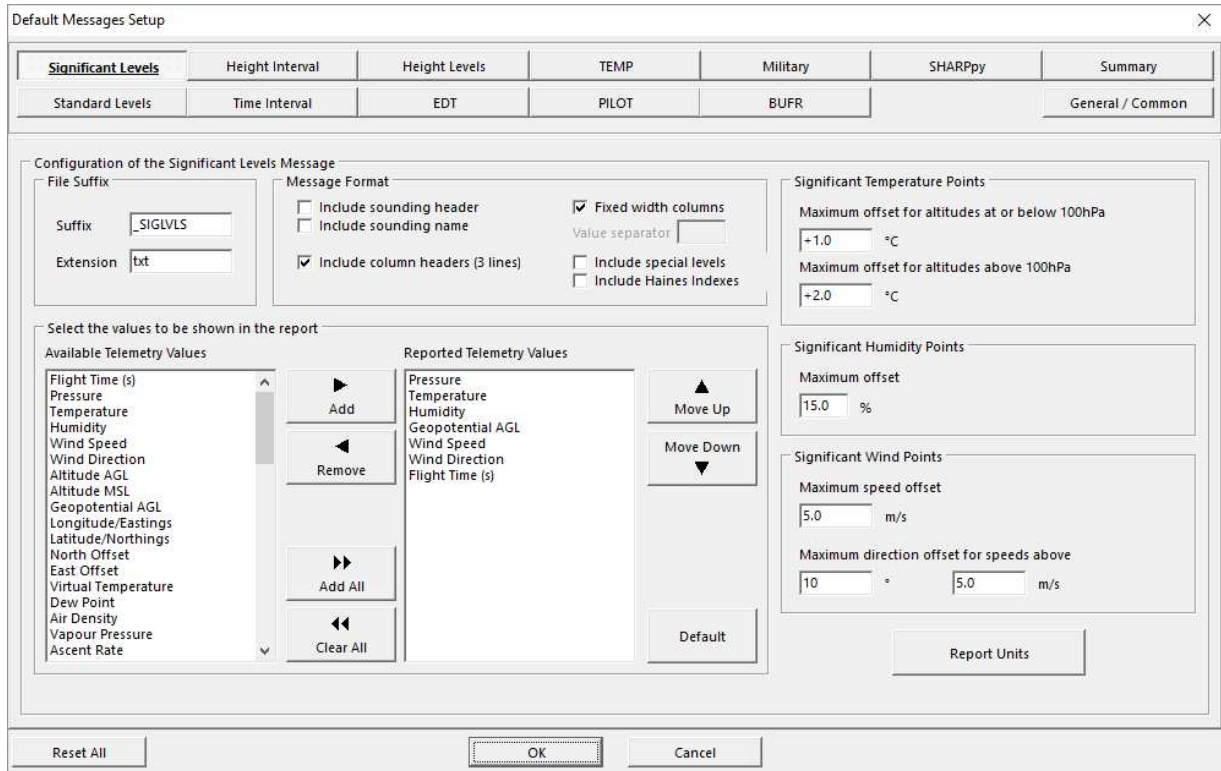 Default Messages Setup
Significant Levels Height Interval Height Levels TEMP Military SHARPpy Summary
Standard Levels Time Interval EDT PILOT BUFR General / Common
Configuration of the Significant Levels Message
File Suffix
Suffix _SIGLVLS
Extension txt
Message Format
Include sounding header
Include sounding name
Include column headers (3 lines)
Fixed width columns
Value separator
Include special levels
Include Haines Indexes
Select the values to be shown in the report
Available Telemetry Values
Flight Time (s)
Pressure
Temperature
Humidity
Wind Speed
Wind Direction
Altitude AGL
Altitude MSL
Geopotential AGL
Longitude/Eastings
Latitude/Northings
North Offset
East Offset
Virtual Temperature
Dew Point
Air Density
Vapour Pressure
Ascent Rate
Add
Remove
Add All
Clear All
Reported Telemetry Values
Pressure
Temperature
Humidity
Geopotential AGL
Wind Speed
Wind Direction
Flight Time (s)
Move Up
Move Down
Default
Significant Temperature Points
Maximum offset for altitudes at or below 100hPa
+1.0 °C
Maximum offset for altitudes above 100hPa
+2.0 °C
Significant Humidity Points
Maximum offset
15.0 %
Significant Wind Points
Maximum speed offset
5.0 m/s
Maximum direction offset for speeds above
10 ° 5.0 m/s
Report Units
Reset All OK Cancel